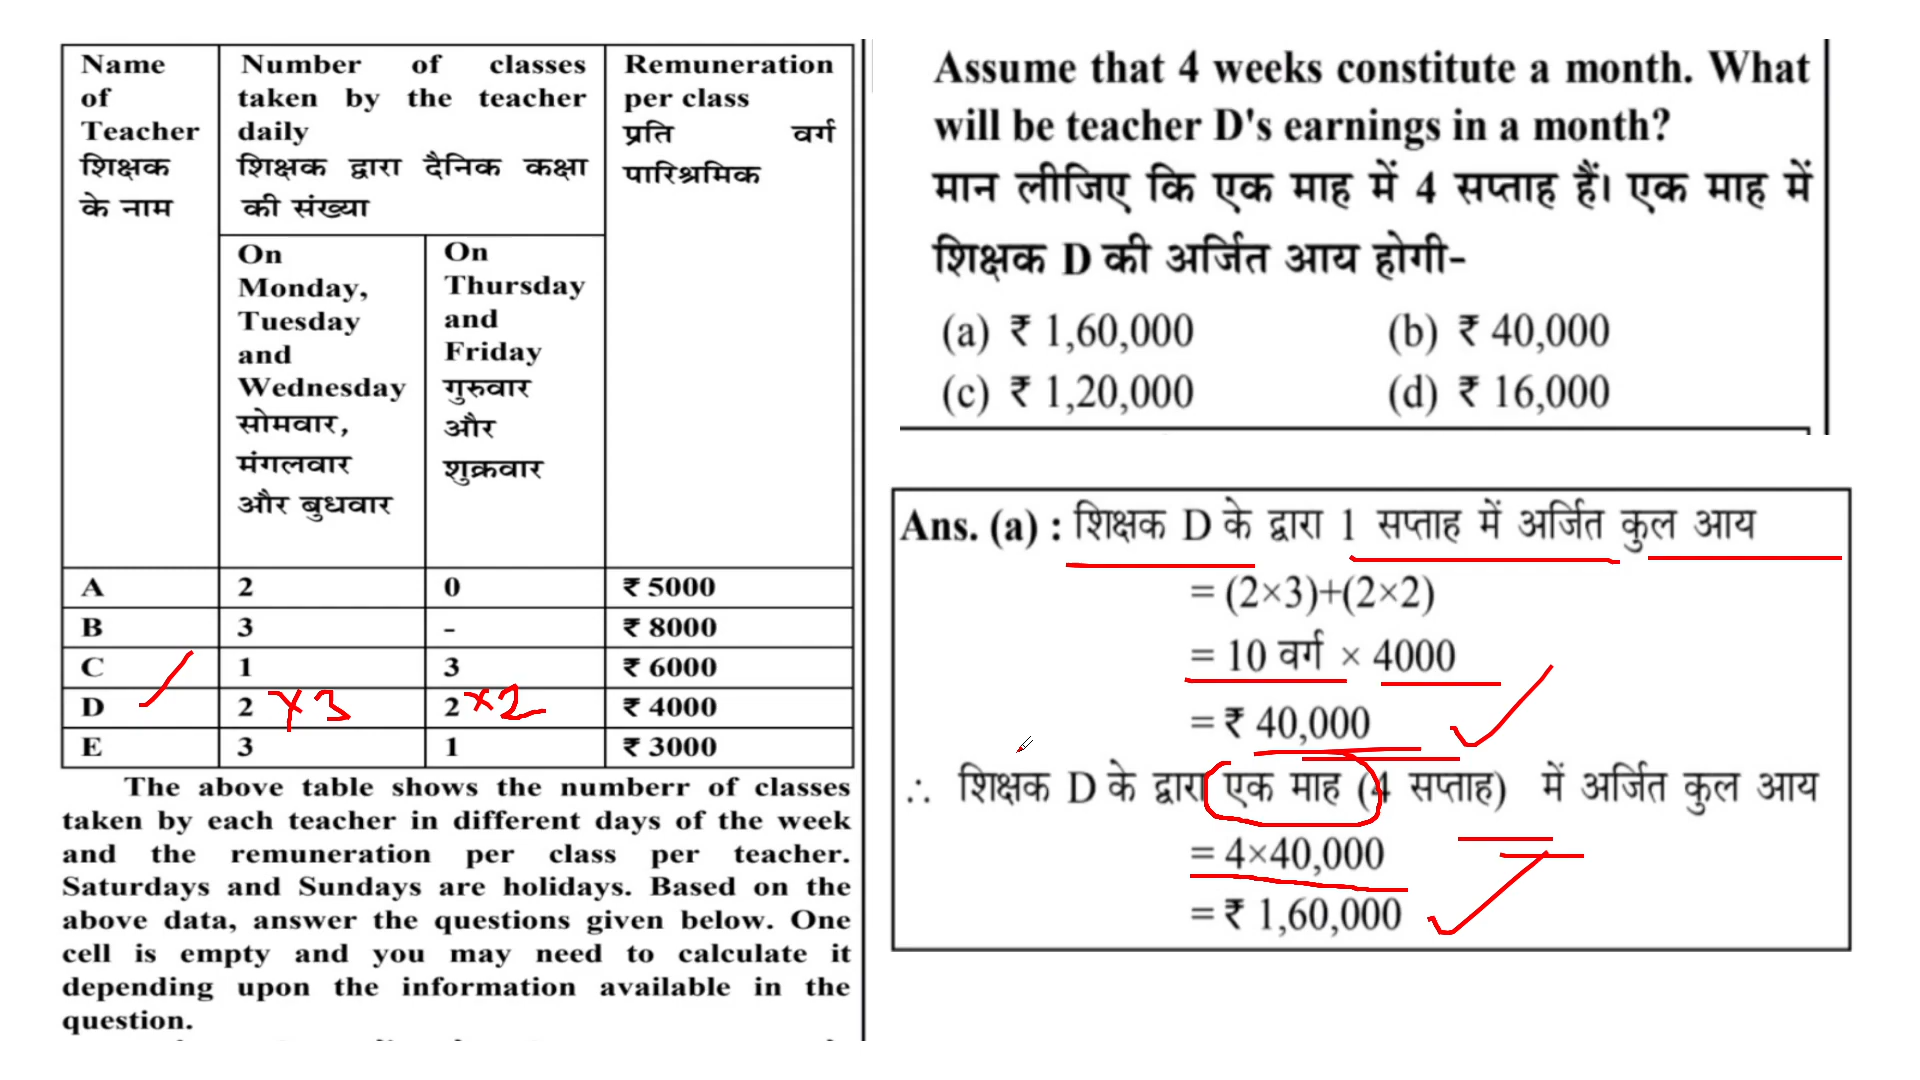 Name of Teacher शिक्षक के नाम
Number of classes taken by the teacher daily
शिक्षक द्वारा दैनिक कक्षा की संख्या
Remuneration per class प्रति वर्ग पारिश्रमिक
On Monday, Tuesday and Wednesday सोमवार, मंगलवार और बुधवार
On Thursday and Friday गुरुवार और शुक्रवार
A 2 0 ₹ 5000
B 3 - ₹ 8000
C 1 3 ₹ 6000
D 2 ×3 2 ×2 ₹ 4000
E 3 1 ₹ 3000
The above table shows the numberr of classes
taken by each teacher in different days of the week
and the remuneration per class per teacher.
Saturdays and Sundays are holidays. Based on the
above data, answer the questions given below. One
cell is empty and you may need to calculate it
depending upon the information available in the
question.
Assume that 4 weeks constitute a month. What
will be teacher D's earnings in a month?
मान लीजिए कि एक माह में 4 सप्ताह हैं। एक माह में
शिक्षक D की अर्जित आय होगी-
(a) ₹ 1,60,000 (b) ₹ 40,000
(c) ₹ 1,20,000 (d) ₹ 16,000
Ans. (a) : शिक्षक D के द्वारा 1 सप्ताह में अर्जित कुल आय
= (2×3)+(2×2)
= 10 वर्ग × 4000
= ₹ 40,000
∴ शिक्षक D के द्वारा एक माह (4 सप्ताह) में अर्जित कुल आय
= 4×40,000
= ₹ 1,60,000